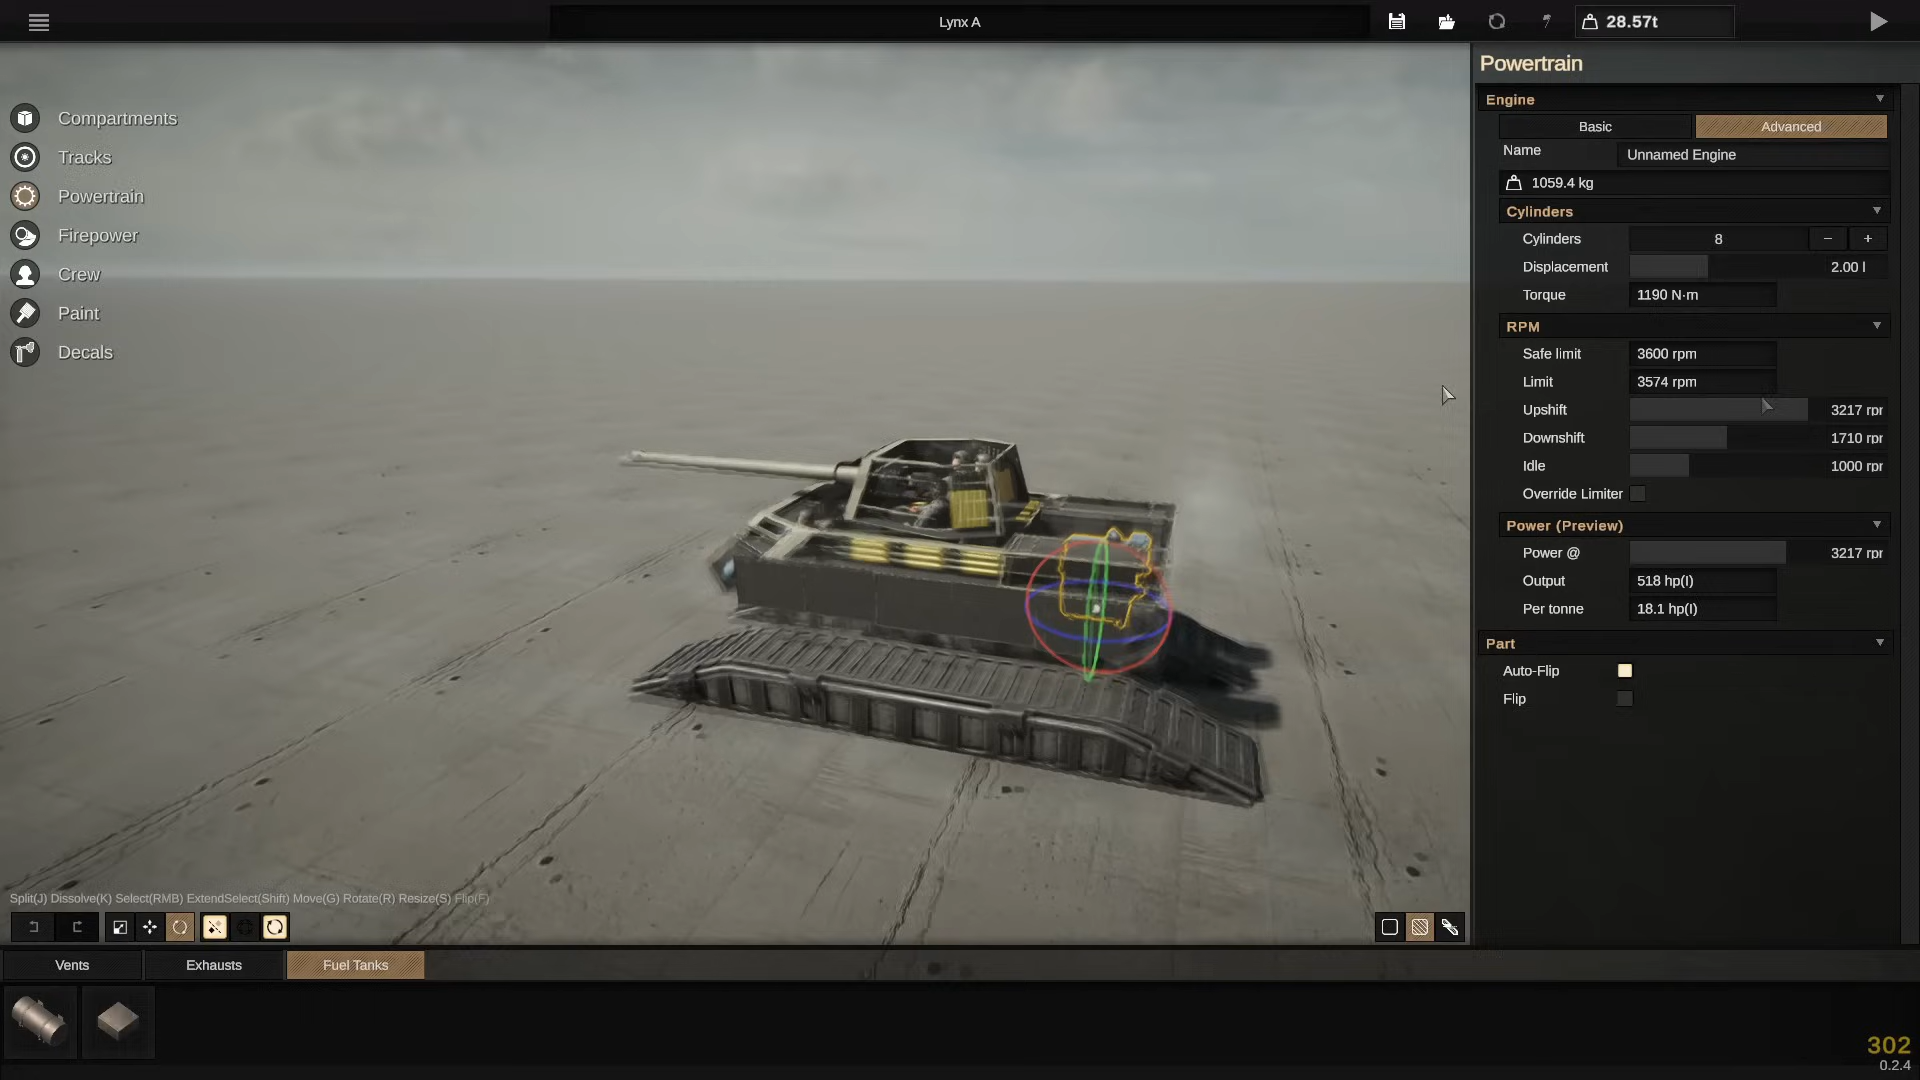 Lynx A
28.57t
Compartments
Tracks
Powertrain
Firepower
Crew
Paint
Decals
Powertrain
Engine
Basic
Advanced
Name
Unnamed Engine
1059.4 kg
Cylinders
Cylinders
8
−
+
Displacement
2.00 l
Torque
1190 N·m
RPM
Safe limit
3600 rpm
Limit
3574 rpm
Upshift
3217 rpr
Downshift
1710 rpr
Idle
1000 rpr
Override Limiter
Power (Preview)
Power @
3217 rpr
Output
518 hp(I)
Per tonne
18.1 hp(I)
Part
Auto-Flip
Flip
Split(J) Dissolve(K) Select(RMB) ExtendSelect(Shift) Move(G) Rotate(R) Resize(S) Flip(F)
Vents
Exhausts
Fuel Tanks
302
0.2.4